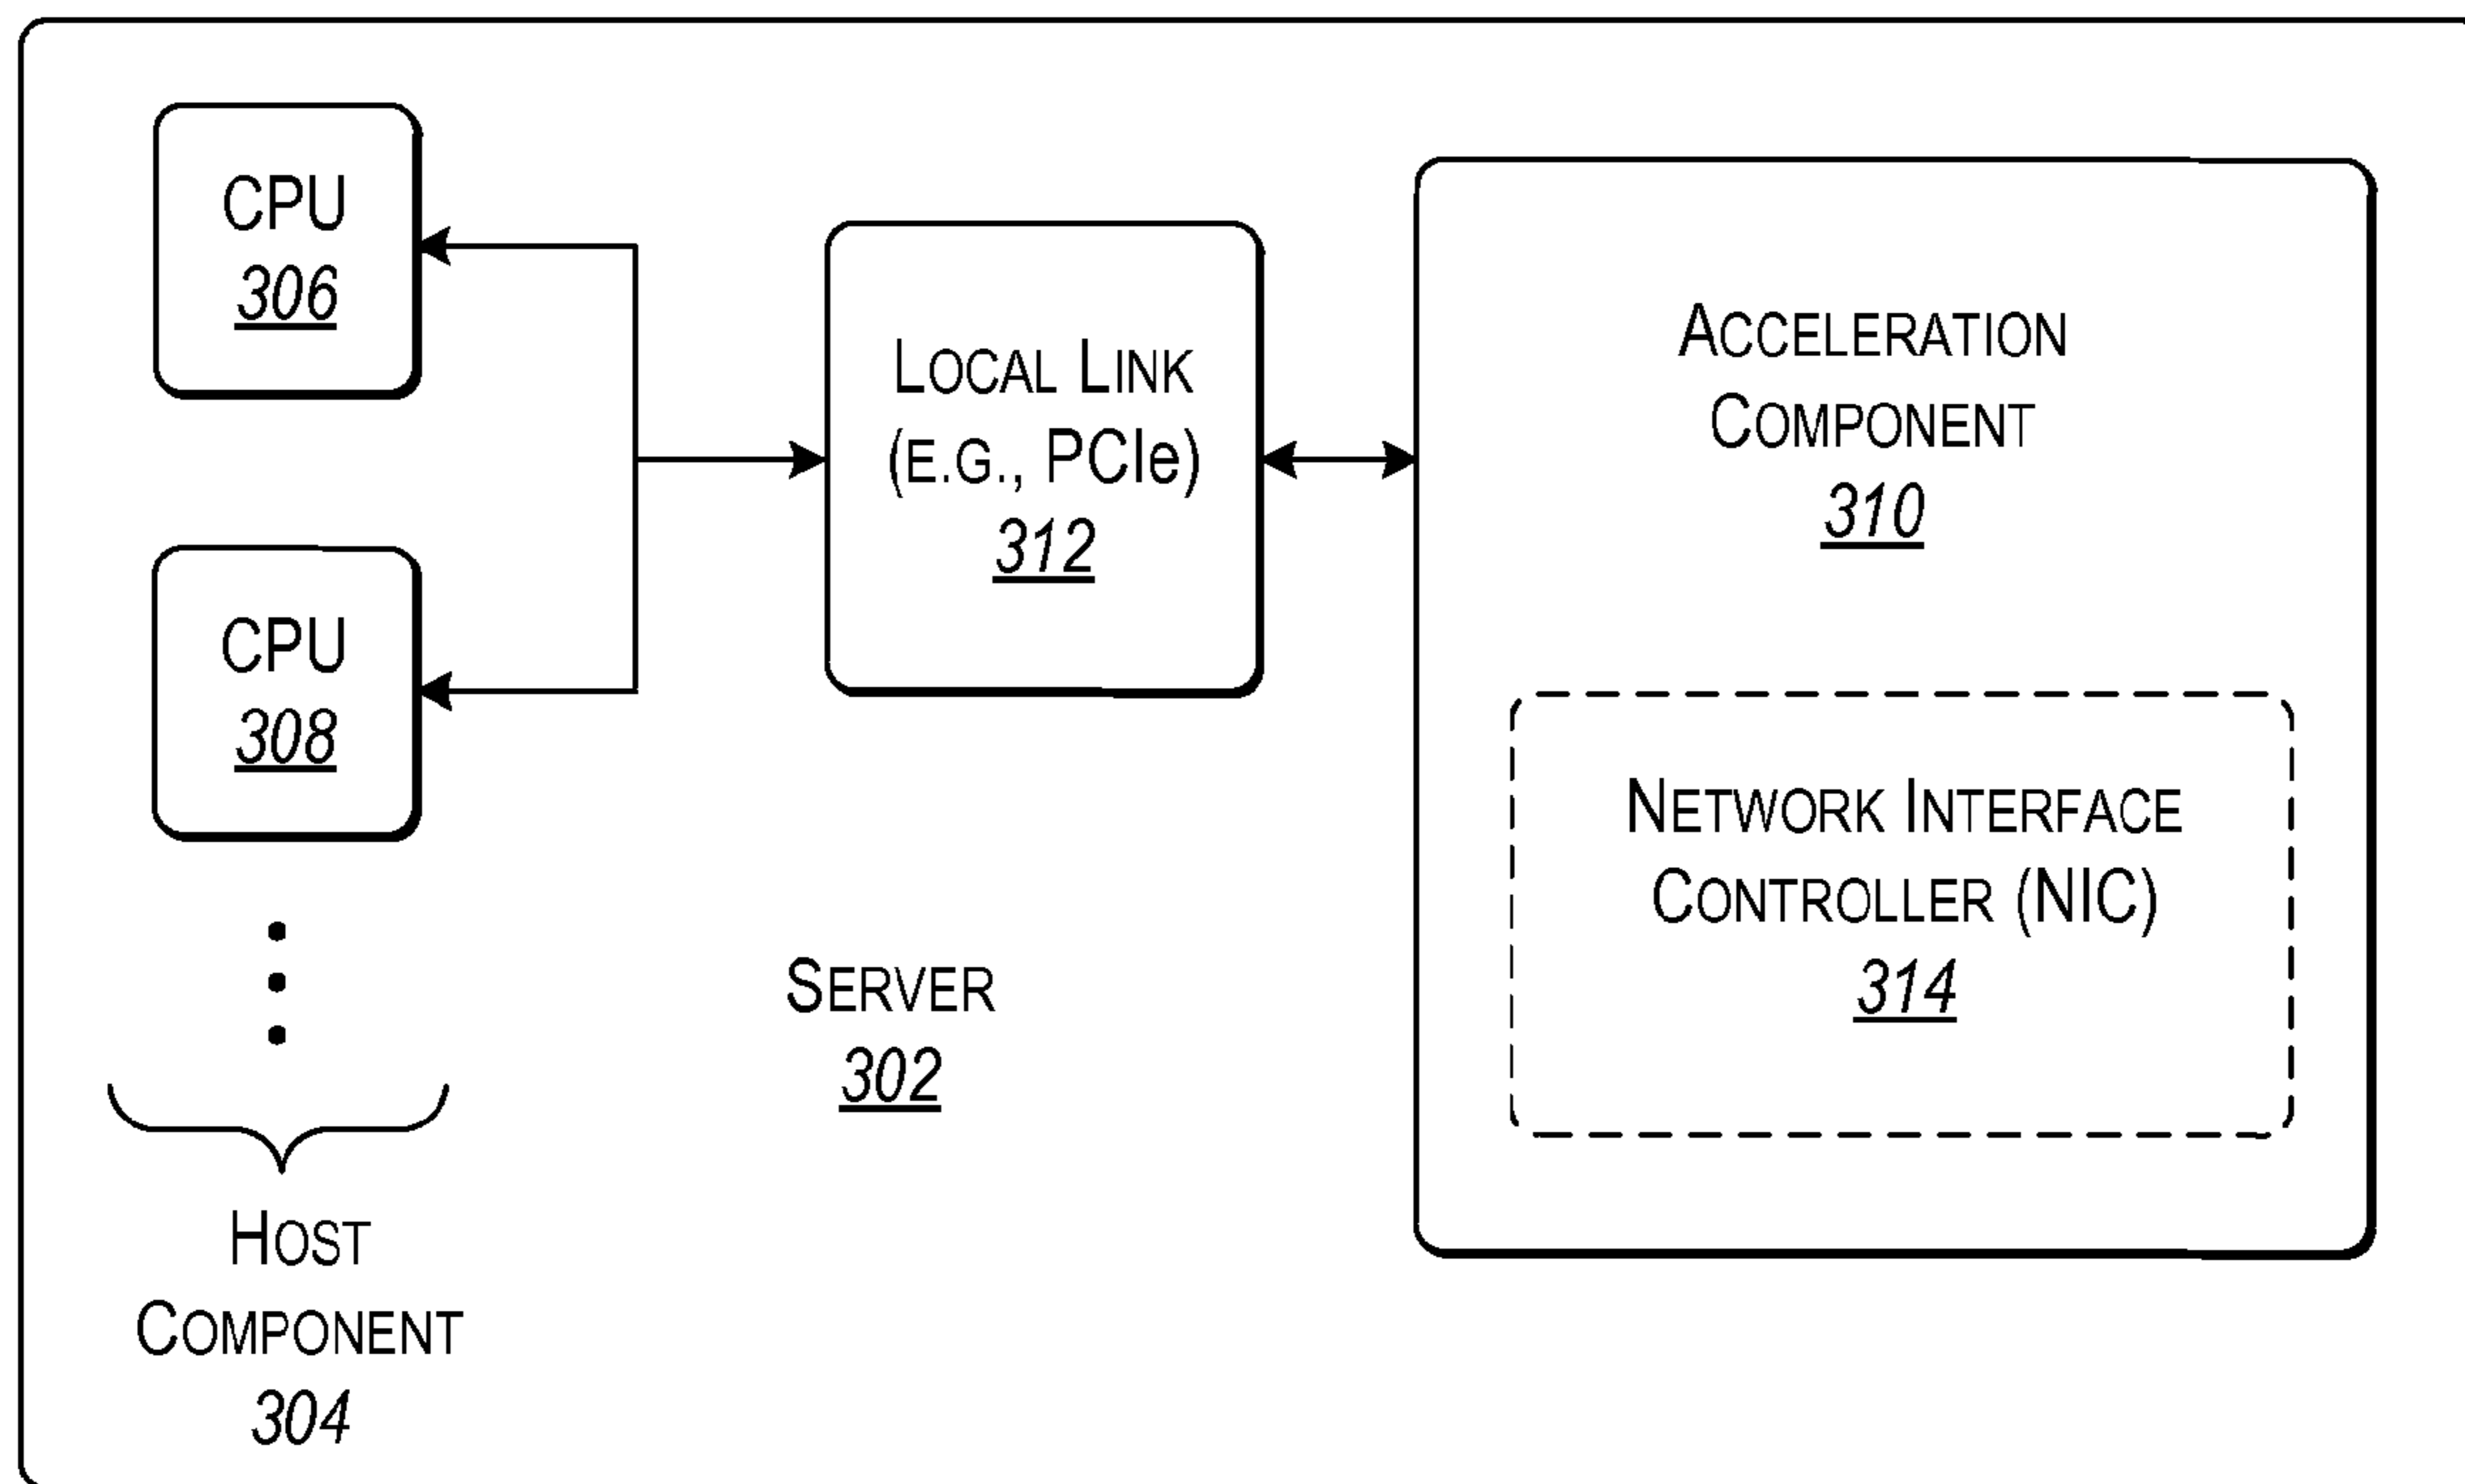 CPU
306
CPU
308
HOST
COMPONENT
304
LOCAL LINK
(E.G., PCIe)
312
SERVER
302
ACCELERATION
COMPONENT
310
NETWORK INTERFACE
CONTROLLER (NIC)
314